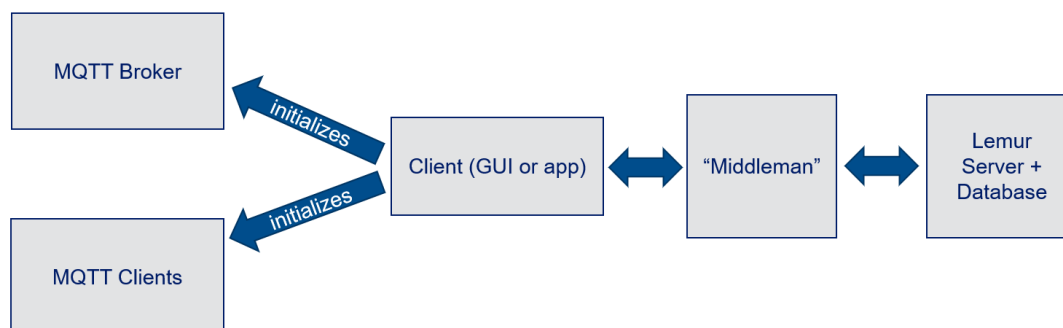 MQTT Broker
initializes
Client (GUI or app)
“Middleman”
Lemur
Server +
Database
initializes
MQTT Clients